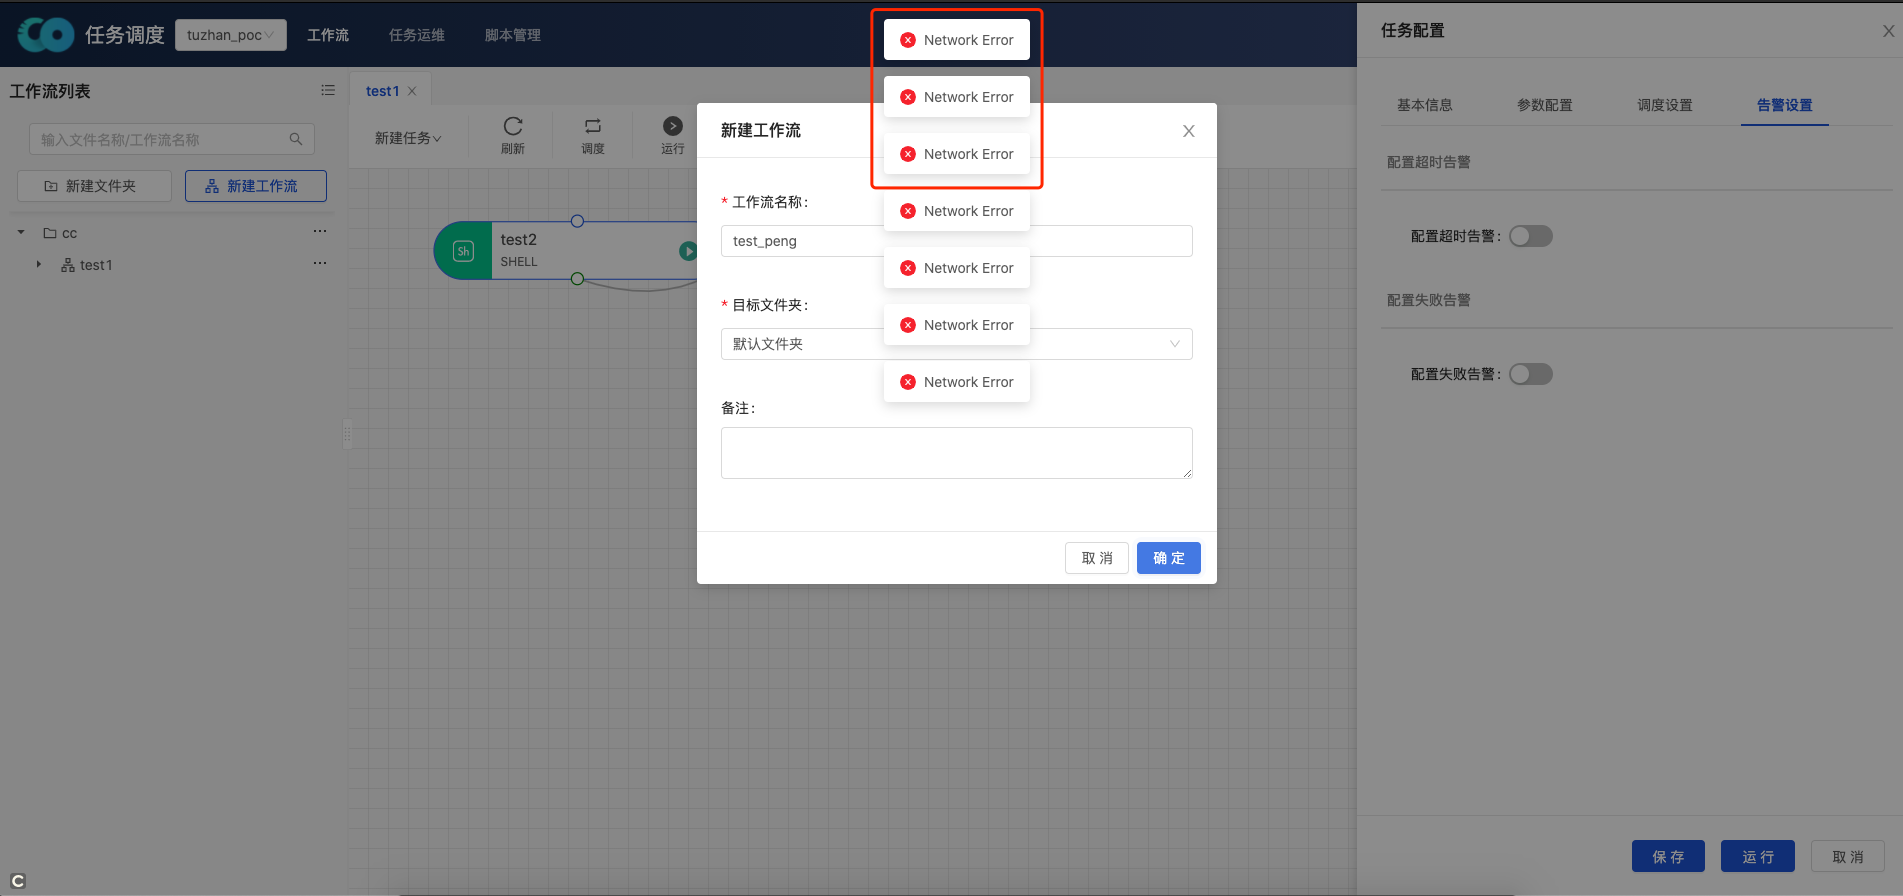 任务调度
tuzhan_poc
工作流
任务运维
脚本管理
工作流列表
输入文件名称/工作流名称
新建文件夹
新建工作流
cc
test1
test1
新建任务
刷新
调度
运行
Sh
test2
SHELL
Network Error
Network Error
Network Error
Network Error
Network Error
Network Error
Network Error
新建工作流
* 工作流名称:
test_peng
* 目标文件夹:
默认文件夹
备注:
取 消
确 定
任务配置
基本信息
参数配置
调度设置
告警设置
配置超时告警
配置超时告警:
配置失败告警
配置失败告警:
保 存
运 行
取 消